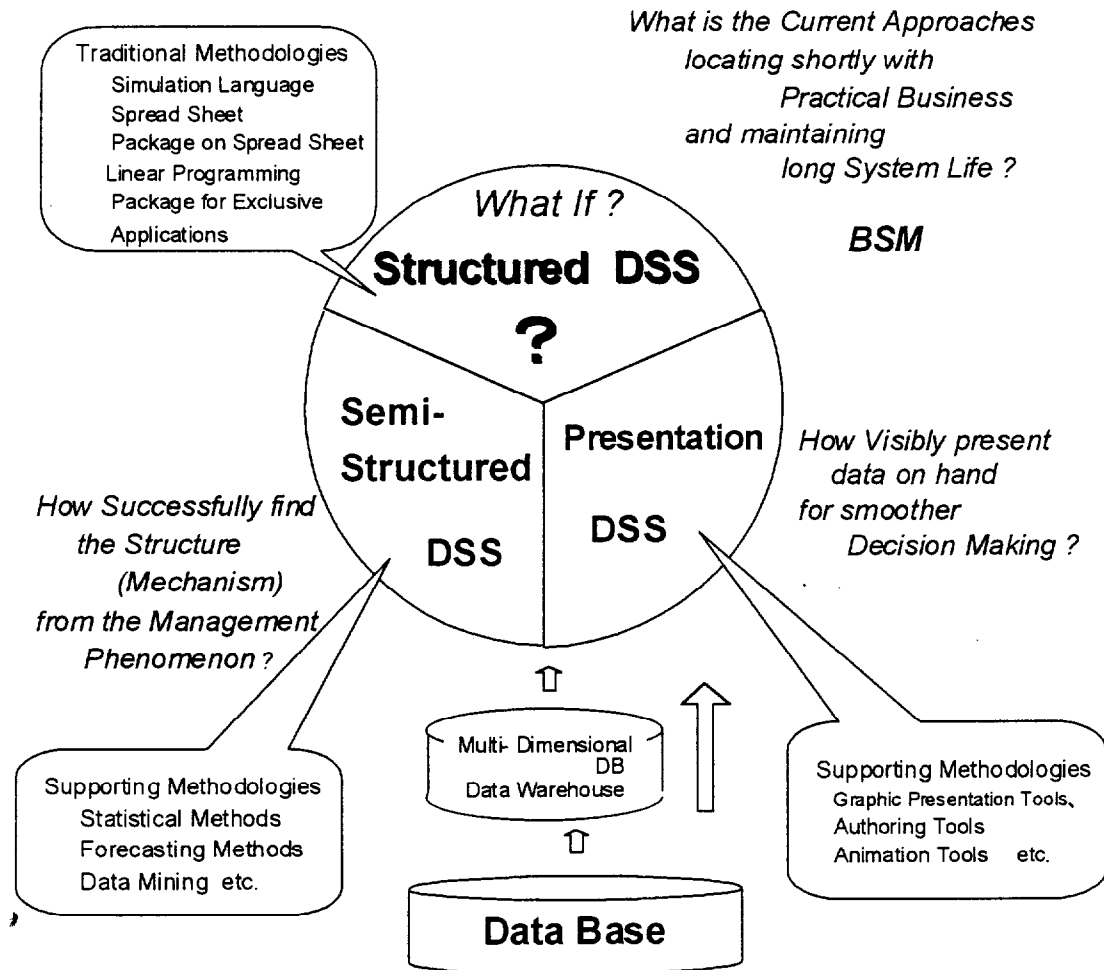 Traditional Methodologies
Simulation Language
Spread Sheet
Package on Spread Sheet
Linear Programming
Package for Exclusive
Applications
What is the Current Approaches
locating shortly with
Practical Business
and maintaining
long System Life ?
BSM
What If ?
Structured DSS
?
Semi-
Structured
DSS
Presentation
DSS
How Visibly present
data on hand
for smoother
Decision Making ?
How Successfully find
the Structure
(Mechanism)
from the Management
Phenomenon ?
Supporting Methodologies
Statistical Methods
Forecasting Methods
Data Mining etc.
Multi- Dimensional
DB
Data Warehouse
Supporting Methodologies
Graphic Presentation Tools、
Authoring Tools
Animation Tools etc.
Data Base